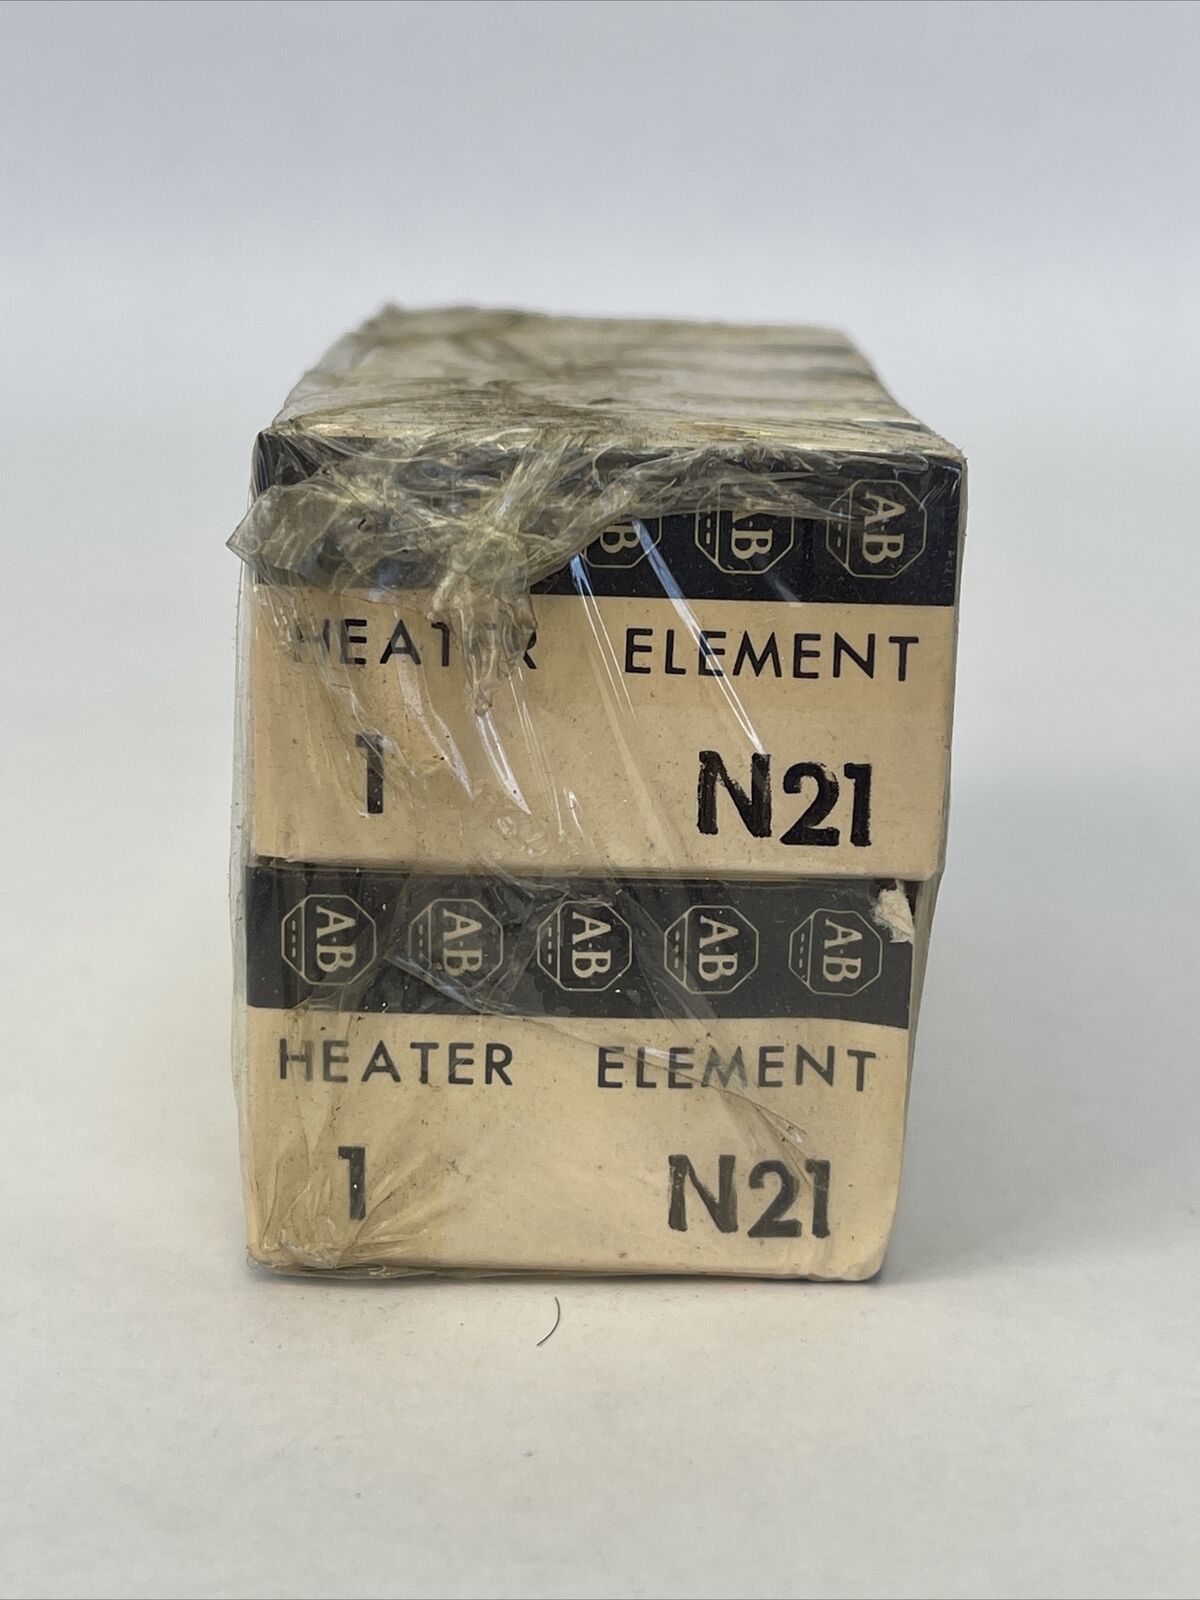 AB AB AB
HEATER ELEMENT
1 N21
AB AB AB AB AB
HEATER ELEMENT
1 N21